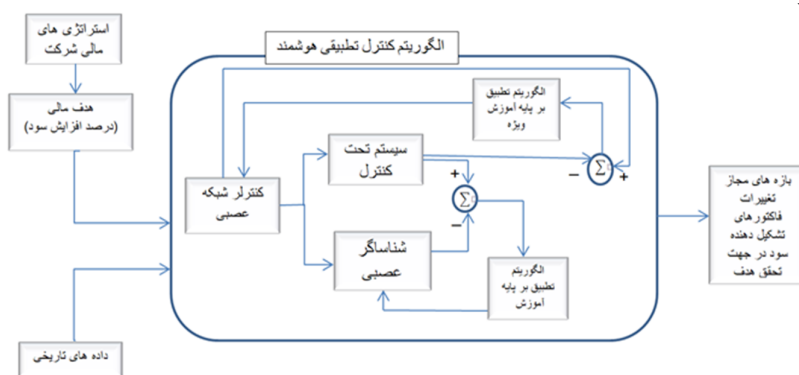 استراتژی های
مالی شرکت
هدف مالی
(درصد افزایش سود)
داده های تاریخی
الگوریتم کنترل تطبیقی هوشمند
الگوریتم تطبیق
بر پایه آموزش
ویژه
سیستم تحت
کنترل
کنترلر شبکه
عصبی
شناساگر
عصبی
الگوریتم
تطبیق بر پایه
آموزش
Σ
−
+
+
Σ
−
بازه های مجاز
تغییرات
فاکتورهای
تشکیل دهنده
سود در جهت
تحقق هدف